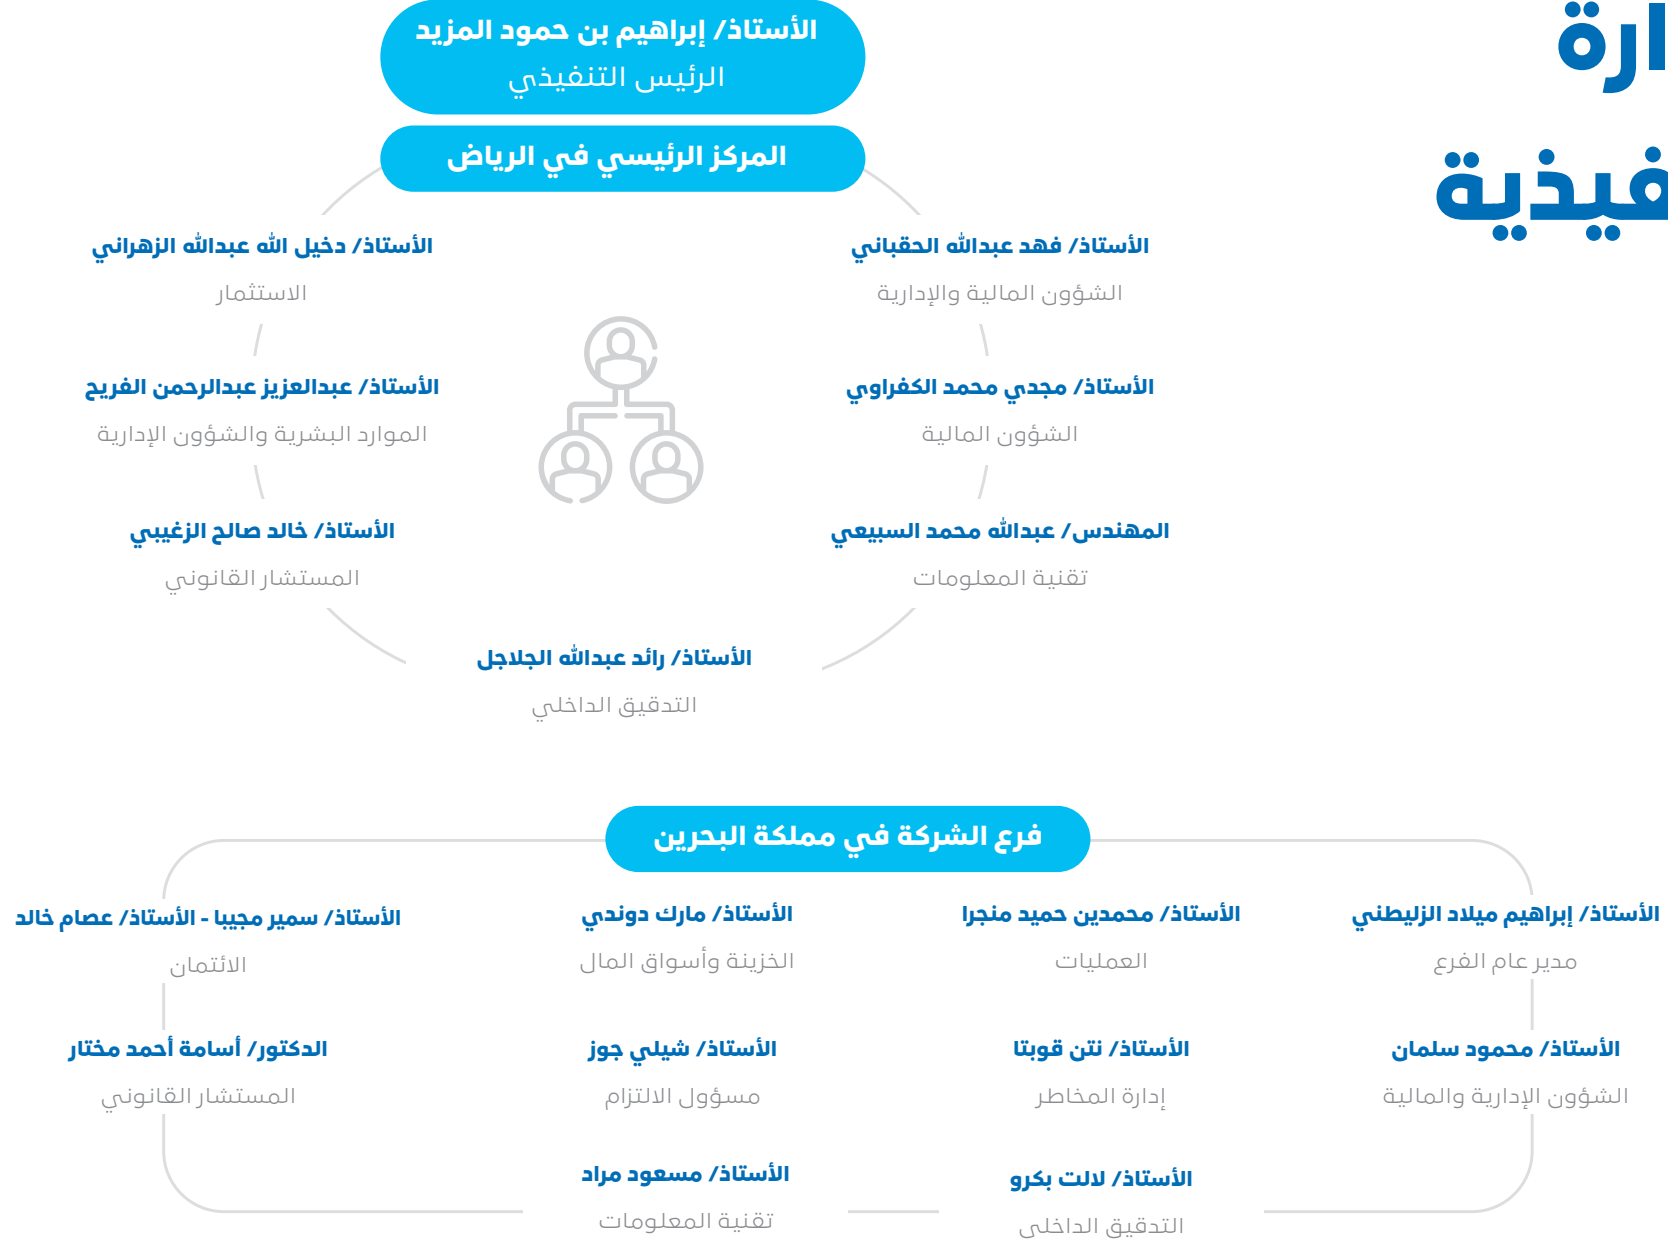 الأستاذ/ إبراهيم بن حمود المزيد
الرئيس التنفيذي
المركز الرئيسي في الرياض
الأستاذ/ فهد عبدالله الحقباني
الشؤون المالية والإدارية
الأستاذ/ دخيل الله عبدالله الزهراني
الاستثمار
الأستاذ/ مجدي محمد الكفراوي
الشؤون المالية
الأستاذ/ عبدالعزيز عبدالرحمن الفريح
الموارد البشرية والشؤون الإدارية
المهندس/ عبدالله محمد السبيعي
تقنية المعلومات
الأستاذ/ خالد صالح الزغيبي
المستشار القانوني
الأستاذ/ رائد عبدالله الجلاجل
التدقيق الداخلي
فرع الشركة في مملكة البحرين
الأستاذ/ إبراهيم ميلاد الزليطني
مدير عام الفرع
الأستاذ/ محمدين حميد منجرا
العمليات
الأستاذ/ مارك دوندي
الخزينة وأسواق المال
الأستاذ/ سمير مجيبا - الأستاذ/ عصام خالد
الائتمان
الأستاذ/ محمود سلمان
الشؤون الإدارية والمالية
الأستاذ/ نتن قوبتا
إدارة المخاطر
الأستاذ/ شيلي جوز
مسؤول الالتزام
الدكتور/ أسامة أحمد مختار
المستشار القانوني
الأستاذ/ لالت بكرو
التدقيق الداخلي
الأستاذ/ مسعود مراد
تقنية المعلومات